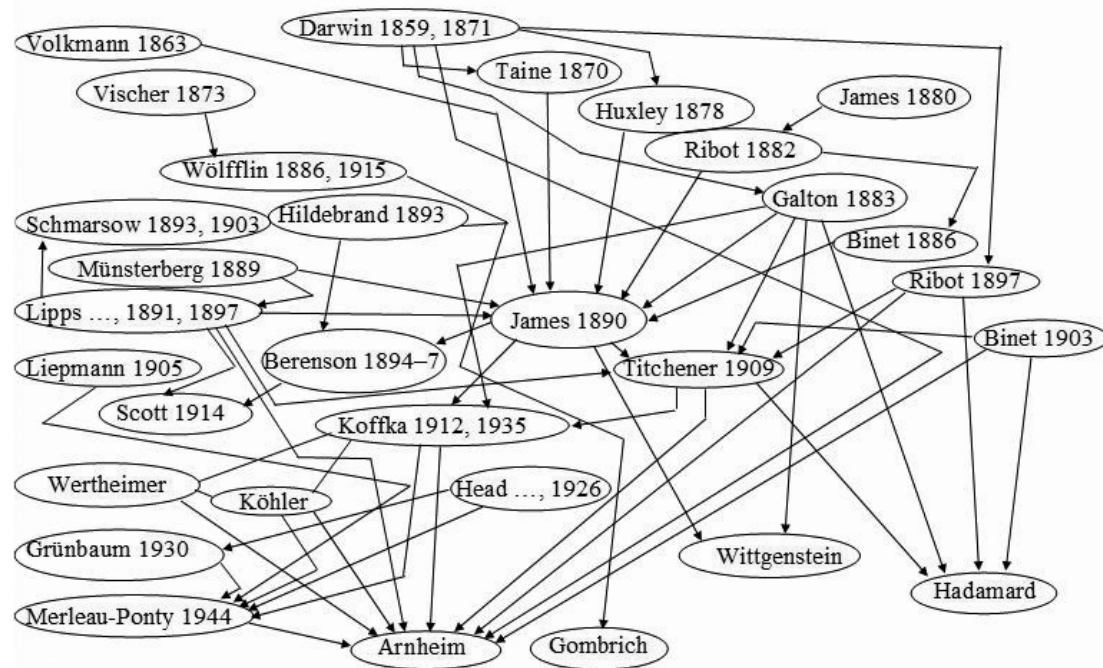 Darwin 1859, 1871
Volkmann 1863
Taine 1870
Vischer 1873
Huxley 1878
James 1880
Ribot 1882
Wölfflin 1886, 1915
Galton 1883
Hildebrand 1893
Schmarsow 1893, 1903
Binet 1886
Münsterberg 1889
Ribot 1897
Lipps …, 1891, 1897
James 1890
Binet 1903
Berenson 1894–7
Liepmann 1905
Titchener 1909
Scott 1914
Koffka 1912, 1935
Wertheimer
Köhler
Head …, 1926
Grünbaum 1930
Wittgenstein
Hadamard
Merleau-Ponty 1944
Arnheim
Gombrich